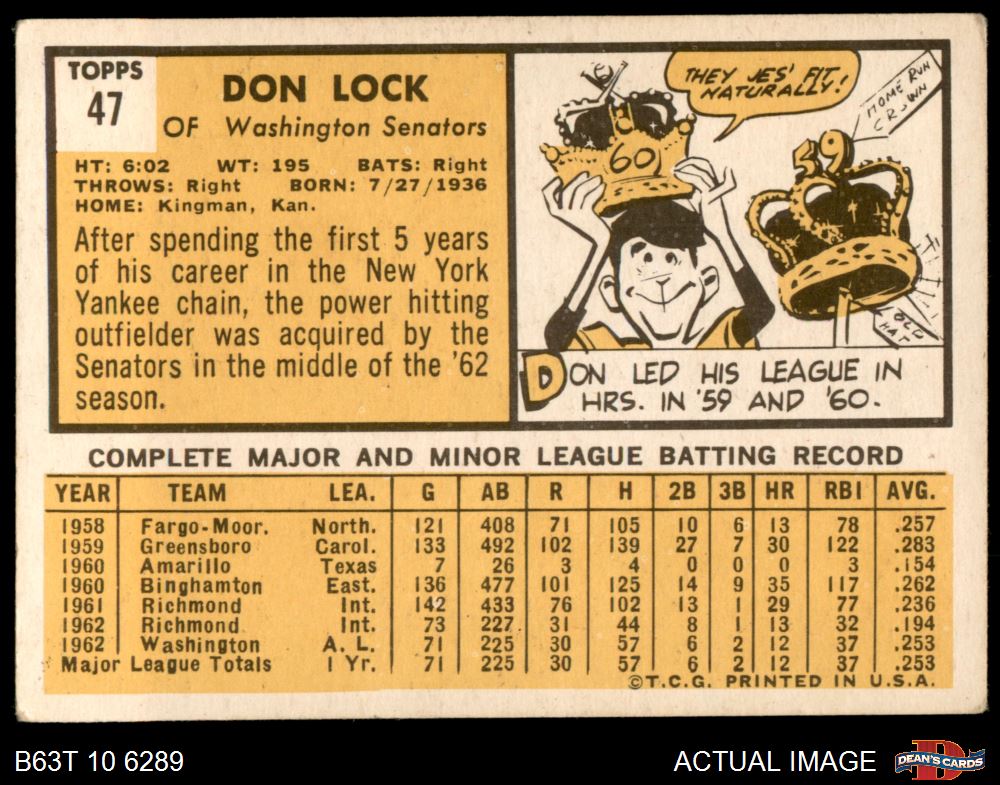 TOPPS
47
DON LOCK
OF Washington Senators
HT: 6:02 WT: 195 BATS: Right
THROWS: Right BORN: 7/27/1936
HOME: Kingman, Kan.
After spending the first 5 years
of his career in the New York
Yankee chain, the power hitting
outfielder was acquired by the
Senators in the middle of the '62
season.
THEY JES' FIT
NATURALLY!
60
59
HOME RUN
CROWN
OLD
HAT
DON LED HIS LEAGUE IN
HRS. IN '59 AND '60.
COMPLETE MAJOR AND MINOR LEAGUE BATTING RECORD
YEAR TEAM LEA. G AB R H 2B 3B HR RBI AVG.
1958 Fargo-Moor. North. 121 408 71 105 10 6 13 78 .257
1959 Greensboro Carol. 133 492 102 139 27 7 30 122 .283
1960 Amarillo Texas 7 26 3 4 0 0 0 3 .154
1960 Binghamton East. 136 477 101 125 14 9 35 117 .262
1961 Richmond Int. 142 433 76 102 13 1 29 77 .236
1962 Richmond Int. 73 227 31 44 8 1 13 32 .194
1962 Washington A. L. 71 225 30 57 6 2 12 37 .253
Major League Totals 1 Yr. 71 225 30 57 6 2 12 37 .253
©T.C.G. PRINTED IN U.S.A.
B63T 10 6289
ACTUAL IMAGE
D
DEAN'S CARDS